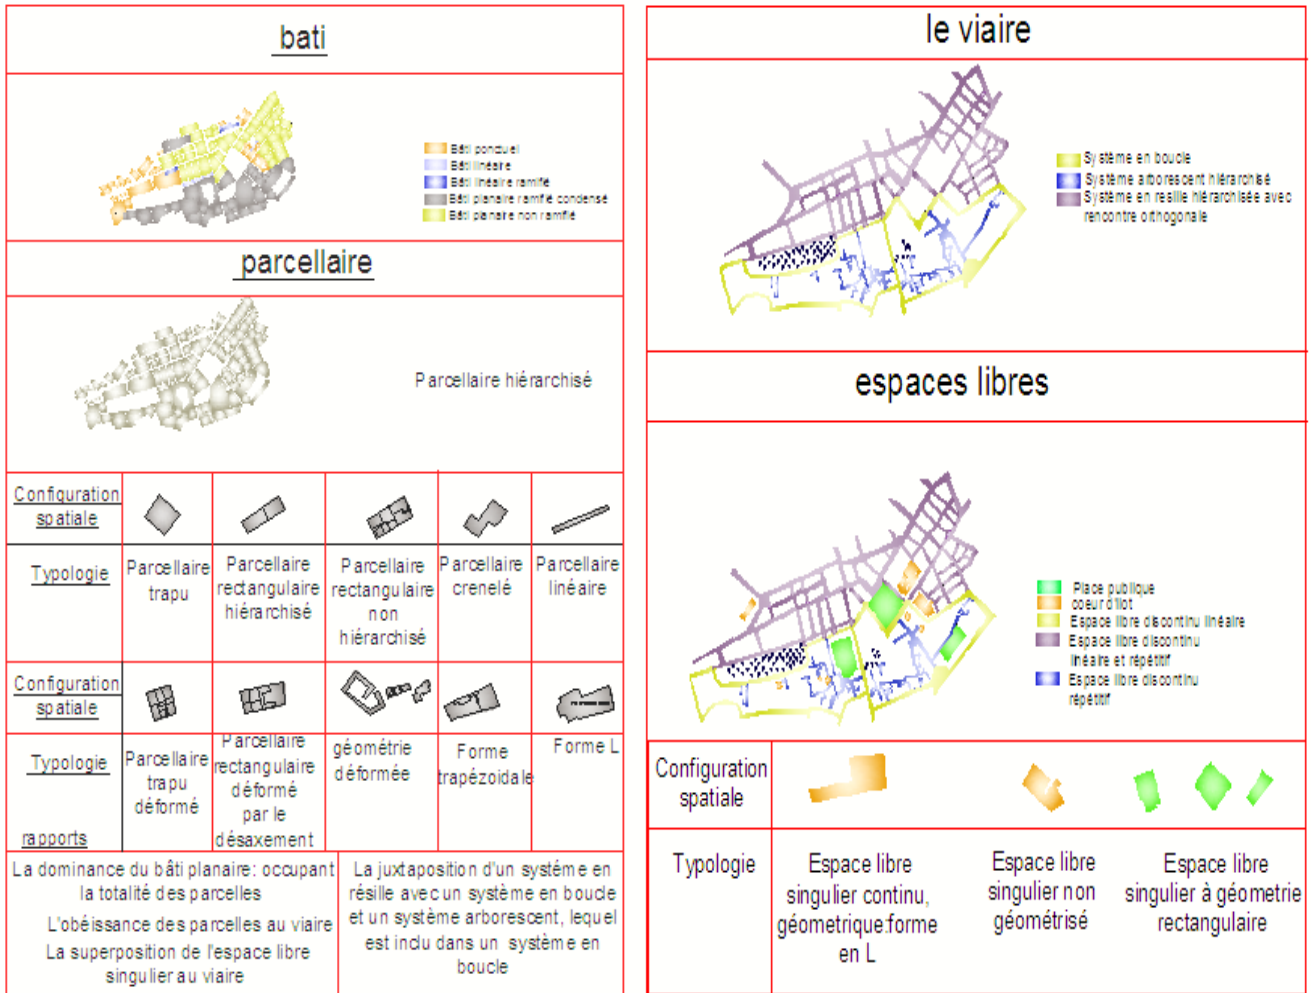 bati
Bâti ponctuel
Bâti linéaire
Bâti linéaire ramifié
Bâti planaire ramifié condensé
Bâti planaire non ramifié
parcellaire
Parcellaire hiérarchisé
Configuration
spatiale
Typologie
Parcellaire
trapu
Parcellaire
rectangulaire
hiérarchisé
Parcellaire
rectangulaire
non
hiérarchisé
Parcellaire
crenelé
Parcellaire
linéaire
Configuration
spatiale
Typologie
rapports
Parcellaire
trapu
déformé
Parcellaire
rectangulaire
déformé
par le
désaxement
géométrie
déformée
Forme
trapézoidale
Forme L
La dominance du bâti planaire: occupant
la totalité des parcelles
L'obéissance des parcelles au viaire
La superposition de l'espace libre
singulier au viaire
La juxtaposition d'un systéme en
résille avec un système en boucle
et un système arborescent, lequel
est inclu dans un système en
boucle
le viaire
Système en boucle
Système arborescent hiérarchisé
Système en resille hiérarchisée avec
rencontre orthogonale
espaces libres
Place publique
coeur d'ilot
Espace libre discontinu linéaire
Espace libre discontinu
linéaire et répétitif
Espace libre discontinu
répétitif
Configuration
spatiale
Typologie
Espace libre
singulier continu,
géometrique:forme
en L
Espace libre
singulier non
géométrisé
Espace libre
singulier à géometrie
rectangulaire